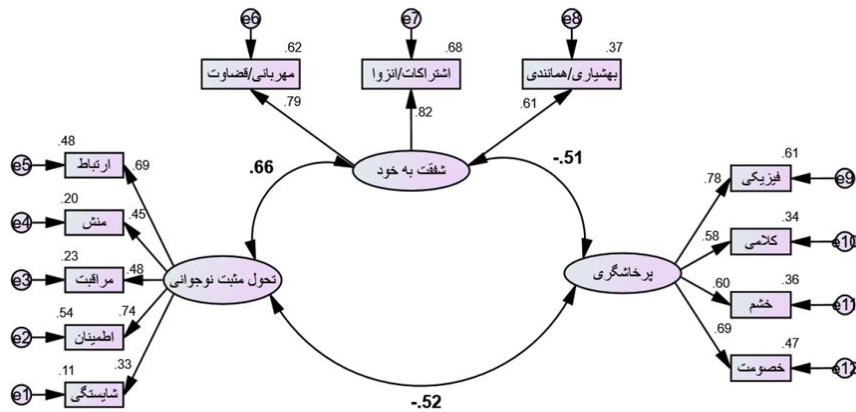 e6 e7 e8
.62 .68 .37
مهربانی/قضاوت
اشتراکات/انزوا
بهشیاری/همانندی
.79 .82 .61
شفقت به خود
.66
-.51
.48
e5
ارتباط
.69
.20
e4
منش
.45
.23
e3
مراقبت
.48
.54
e2
اطمینان
.74
.11
e1
شایستگی
.33
تحول مثبت نوجوانی
پرخاشگری
.78
فیزیکی
.61
e9
.58
کلامی
.34
e10
.60
خشم
.36
e11
.69
خصومت
.47
e12
-.52